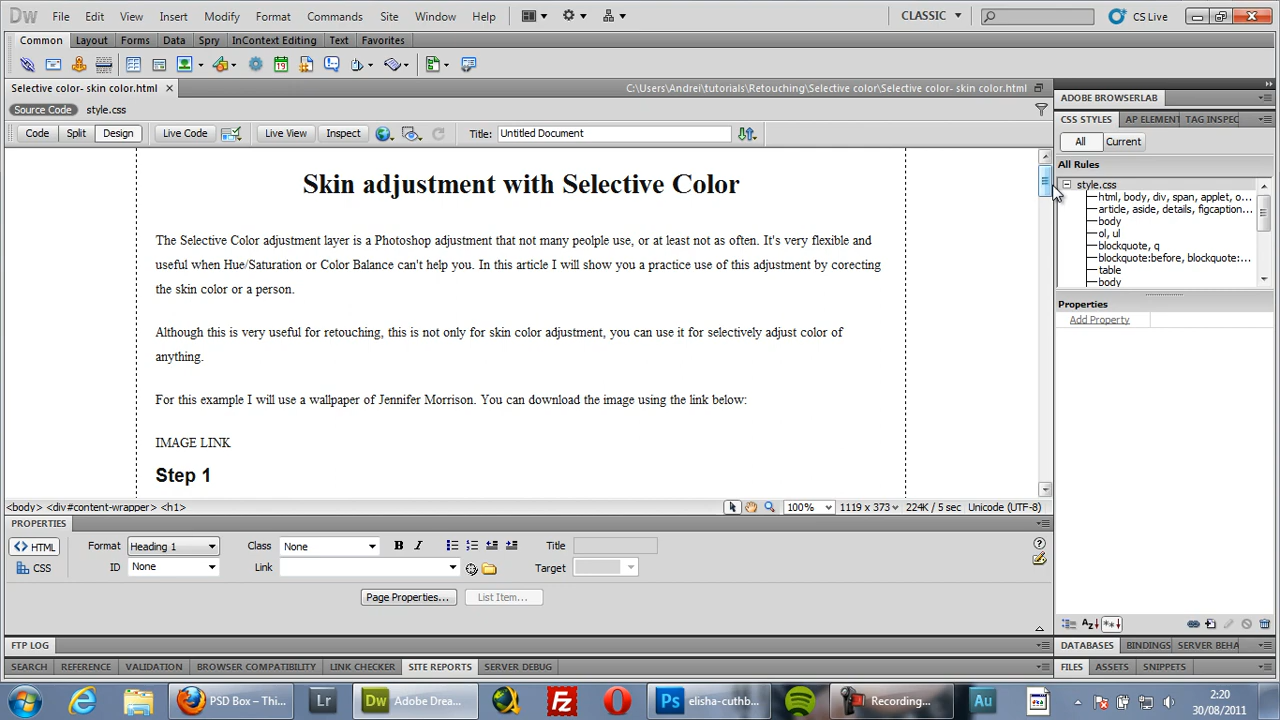 Dw File Edit View Insert Modify Format Commands Site Window Help CLASSIC CS Live
Common Layout Forms Data Spry InContext Editing Text Favorites
Selective color- skin color.html C:\Users\Andrei\tutorials\Retouching\Selective color\Selective color- skin color.html
Source Code style.css
Code Split Design Live Code Live View Inspect Title: Untitled Document
Skin adjustment with Selective Color
The Selective Color adjustment layer is a Photoshop adjustment that not many peolple use, or at least not as often. It's very flexible and
useful when Hue/Saturation or Color Balance can't help you. In this article I will show you a practice use of this adjustment by corecting
the skin color or a person.
Although this is very useful for retouching, this is not only for skin color adjustment, you can use it for selectively adjust color of
anything.
For this example I will use a wallpaper of Jennifer Morrison. You can download the image using the link below:
IMAGE LINK
Step 1
<body> <div#content-wrapper> <h1> 100% 1119 x 373 224K / 5 sec Unicode (UTF-8)
PROPERTIES
HTML Format Heading 1 Class None B I Title
CSS ID None Link Target
Page Properties... List Item...
FTP LOG
SEARCH REFERENCE VALIDATION BROWSER COMPATIBILITY LINK CHECKER SITE REPORTS SERVER DEBUG
ADOBE BROWSERLAB
CSS STYLES AP ELEMENT TAG INSPEC
All Current
All Rules
style.css
html, body, div, span, applet, o...
article, aside, details, figcaption...
body
ol, ul
blockquote, q
blockquote:before, blockquote:...
table
body
Properties
Add Property
DATABASES BINDINGS SERVER BEHA
FILES ASSETS SNIPPETS
PSD Box – Thi... Lr Dw Adobe Drea... Ps elisha-cuthb... Recording... Au
2:20
30/08/2011